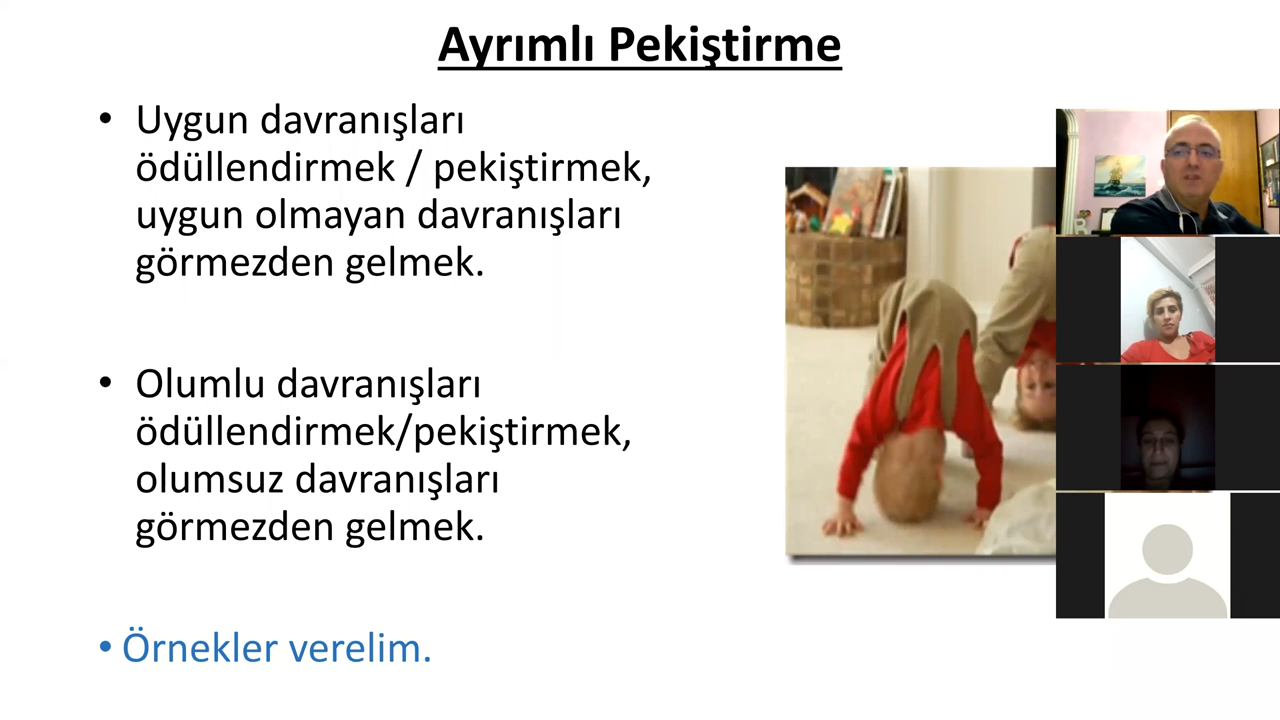 Ayrımlı Pekiştirme
• Uygun davranışları
ödüllendirmek / pekiştirmek,
uygun olmayan davranışları
görmezden gelmek.
• Olumlu davranışları
ödüllendirmek/pekiştirmek,
olumsuz davranışları
görmezden gelmek.
• Örnekler verelim.